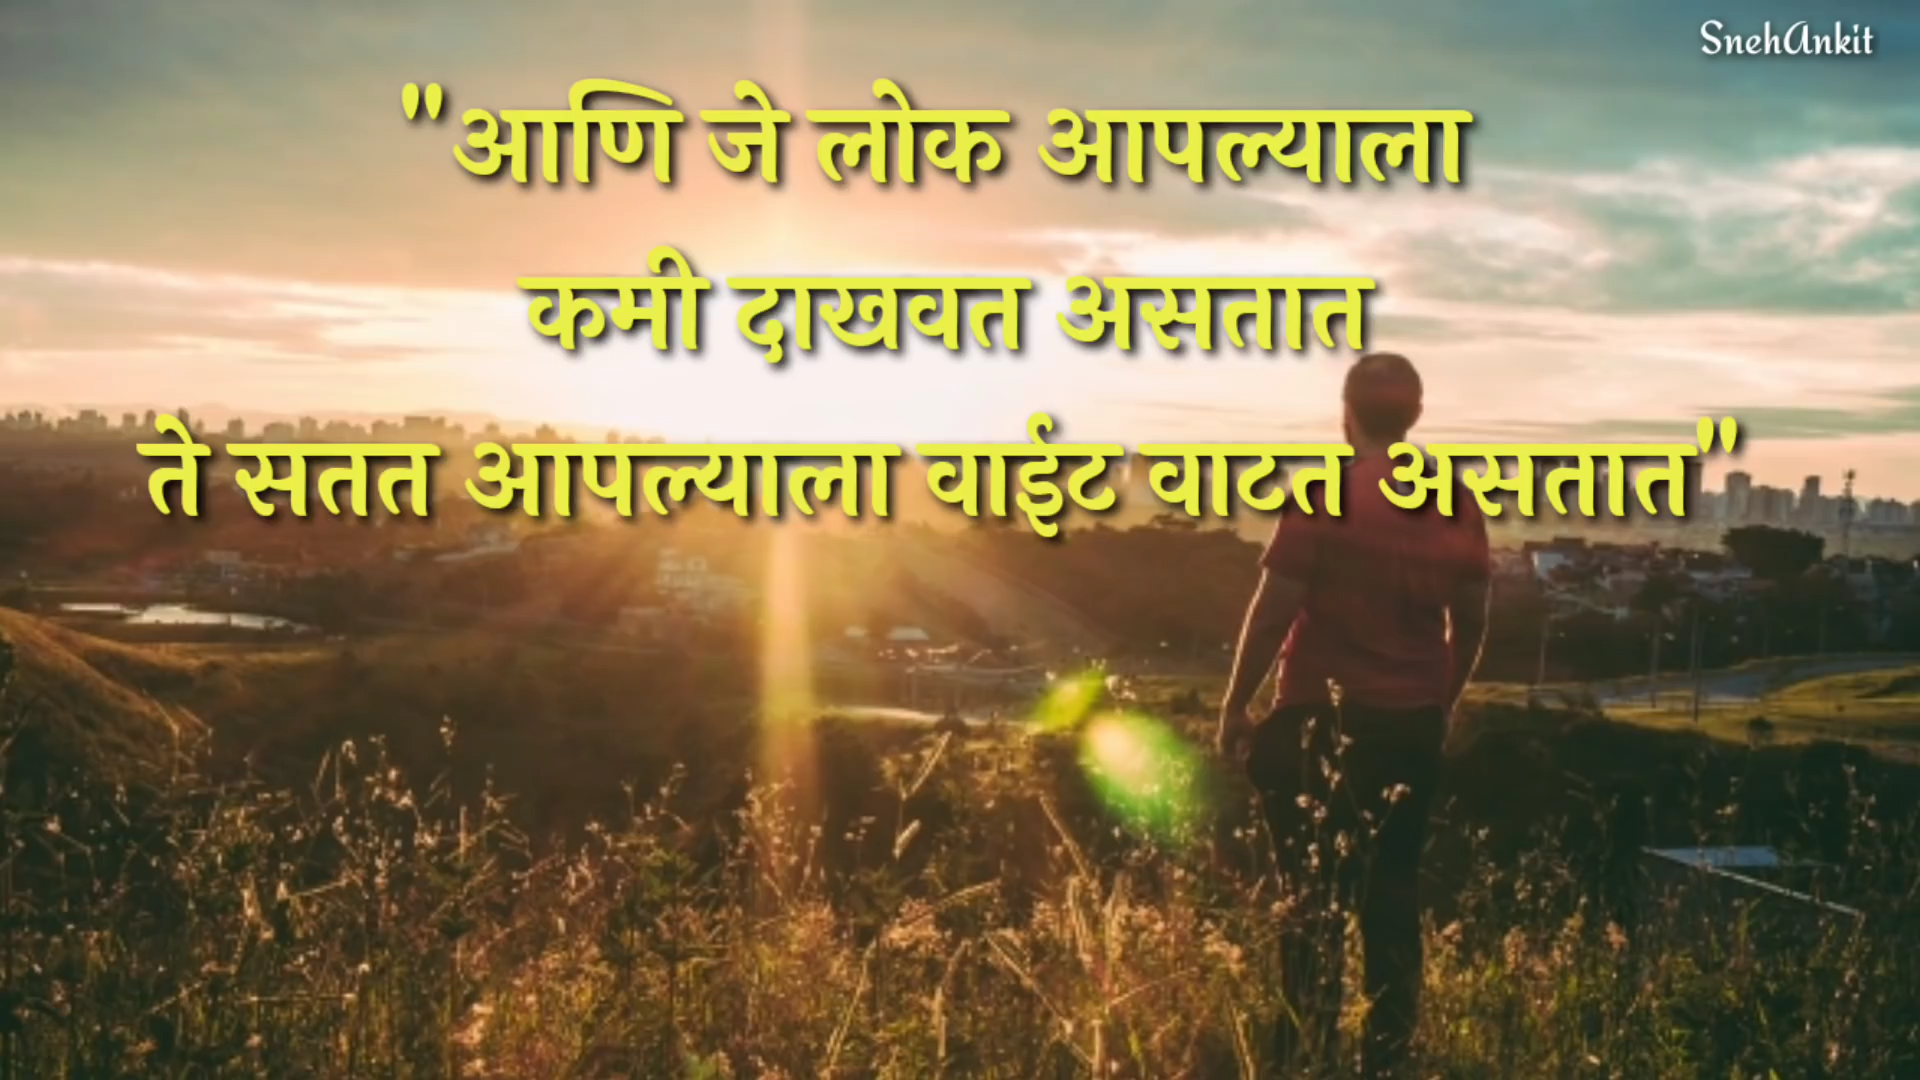 SnehAnkit
"आणि जे लोक आपल्याला
कमी दाखवत असतात
ते सतत आपल्याला वाईट वाटत असतात"